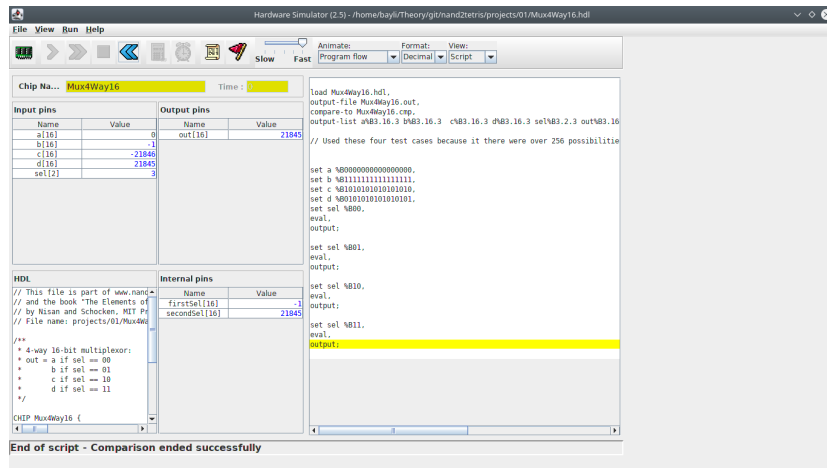 Hardware Simulator (2.5) - /home/bayli/Theory/git/nand2tetris/projects/01/Mux4Way16.hdl
File View Run Help
Slow Fast
Animate: Format: View:
Program flow Decimal Script
Chip Na... Mux4Way16 Time :
Input pins
Name Value
a[16] 0
b[16] -1
c[16] -21846
d[16] 21845
sel[2] 3
Output pins
Name Value
out[16] 21845
HDL
// This file is part of www.nand
// and the book "The Elements of
// by Nisan and Schocken, MIT Pr
// File name: projects/01/Mux4Wa
/**
* 4-way 16-bit multiplexor:
* out = a if sel == 00
* b if sel == 01
* c if sel == 10
* d if sel == 11
*/
CHIP Mux4Way16 {
Internal pins
Name Value
firstSel[16] -1
secondSel[16] 21845
load Mux4Way16.hdl,
output-file Mux4Way16.out,
compare-to Mux4Way16.cmp,
output-list a%B3.16.3 b%B3.16.3 c%B3.16.3 d%B3.16.3 sel%B3.2.3 out%B3.16
// Used these four test cases because it there were over 256 possibilitie
set a %B0000000000000000,
set b %B1111111111111111,
set c %B1010101010101010,
set d %B0101010101010101,
set sel %B00,
eval,
output;
set sel %B01,
eval,
output;
set sel %B10,
eval,
output;
set sel %B11,
eval,
output;
End of script - Comparison ended successfully